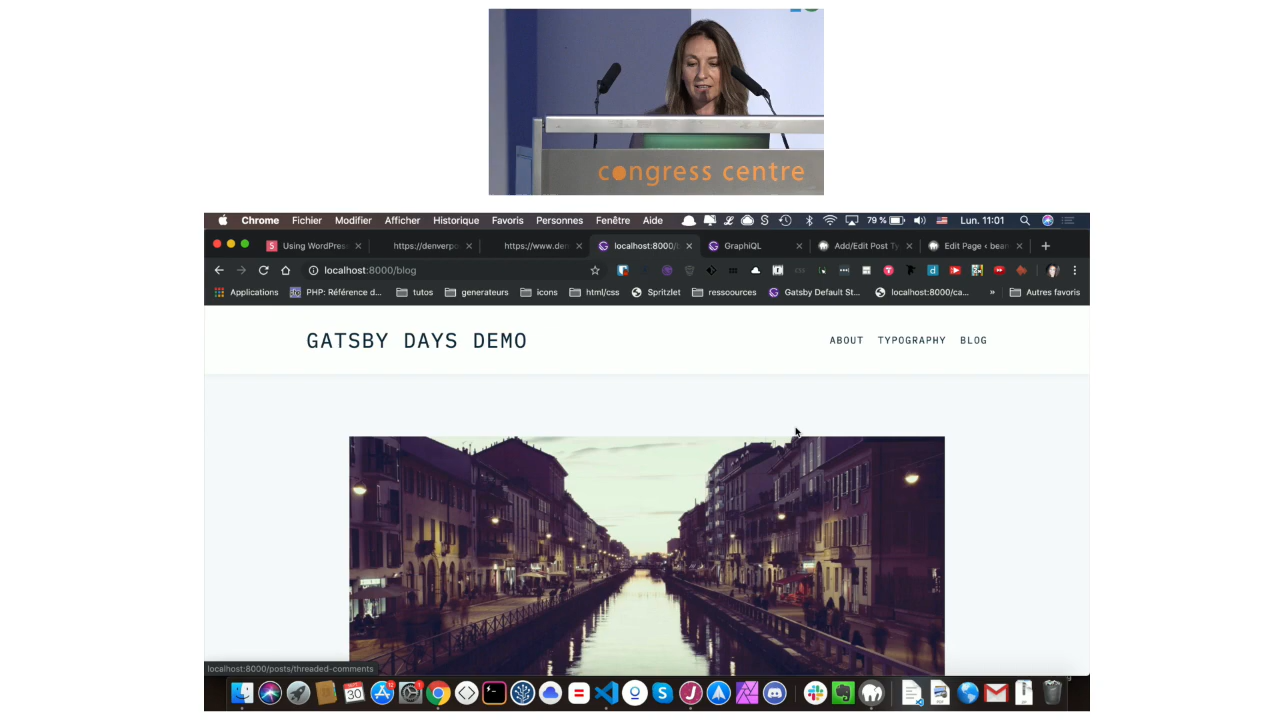 congress centre
Chrome Fichier Modifier Afficher Historique Favoris Personnes Fenêtre Aide 79 % Lun. 11:01
Using WordPres https://denverpo https://www.den localhost:8000/ GraphiQL Add/Edit Post Ty Edit Page ‹ bear
localhost:8000/blog
Applications PHP: Référence d... tutos generateurs icons html/css Spritzlet ressoources Gatsby Default St... localhost:8000/ca... » Autres favoris
GATSBY DAYS DEMO
ABOUT TYPOGRAPHY BLOG
localhost:8000/posts/threaded-comments
30